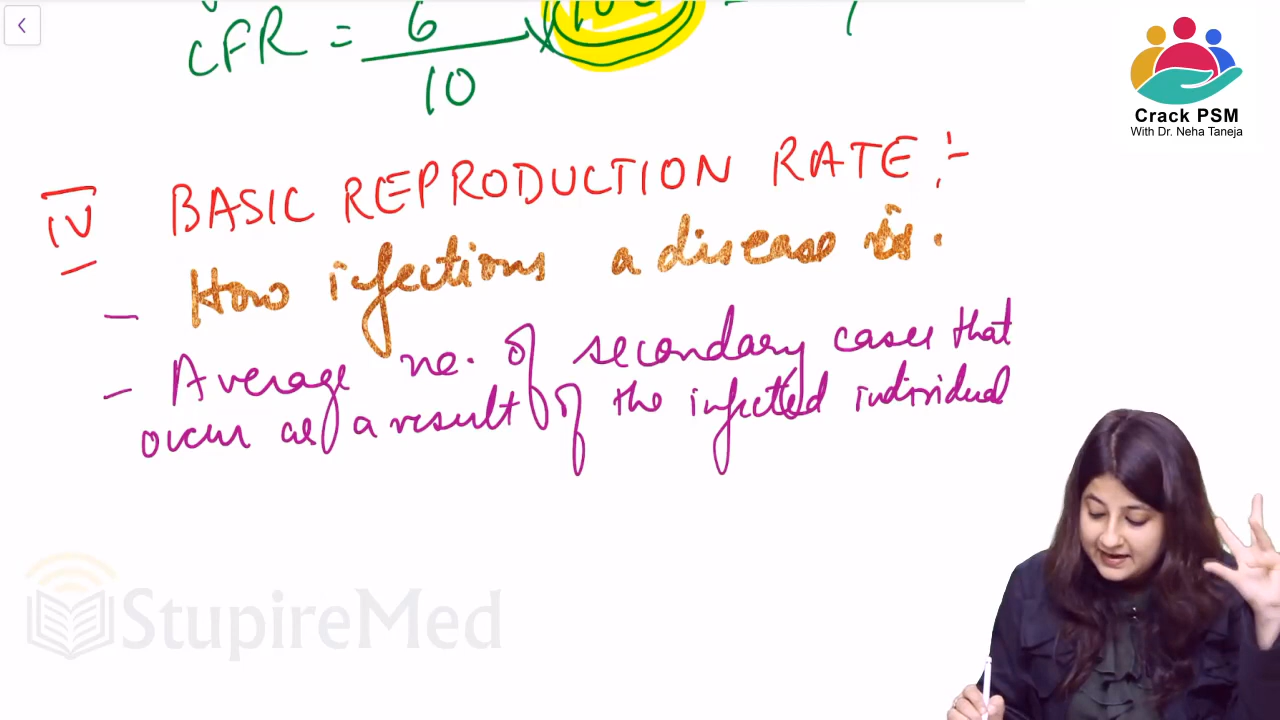 CFR = 6
10
Crack PSM
With Dr. Neha Taneja
IV BASIC REPRODUCTION RATE :-
- How infections a disease is.
- Average no. of secondary cases that
occur as a result of the infected individual
StupireMed